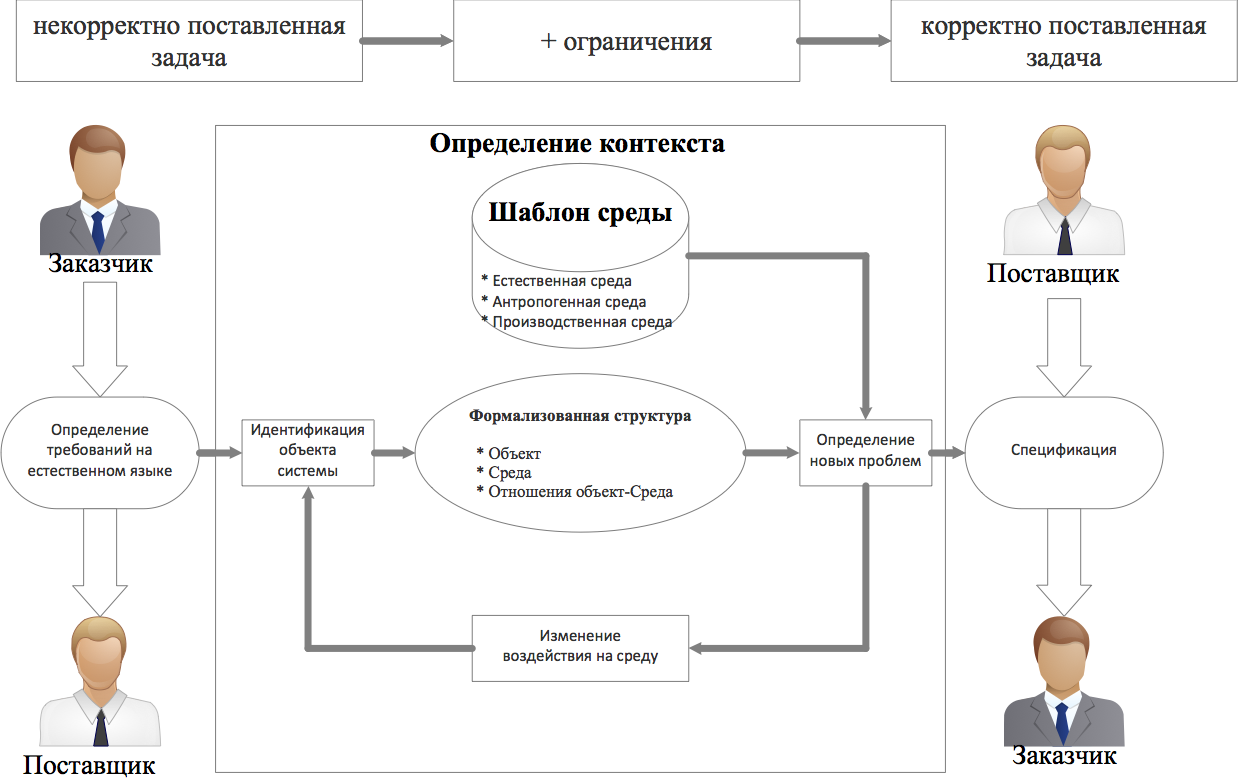 некорректно поставленная
задача
+ ограничения
корректно поставленная
задача
Определение контекста
Шаблон среды
* Естественная среда
* Антропогенная среда
* Производственная среда
Заказчик
Поставщик
Определение
требований на
естественном языке
Идентификация
объекта
системы
Формализованная структура
* Объект
* Среда
* Отношения объект-Среда
Определение
новых проблем
Спецификация
Изменение
воздействия на среду
Поставщик
Заказчик